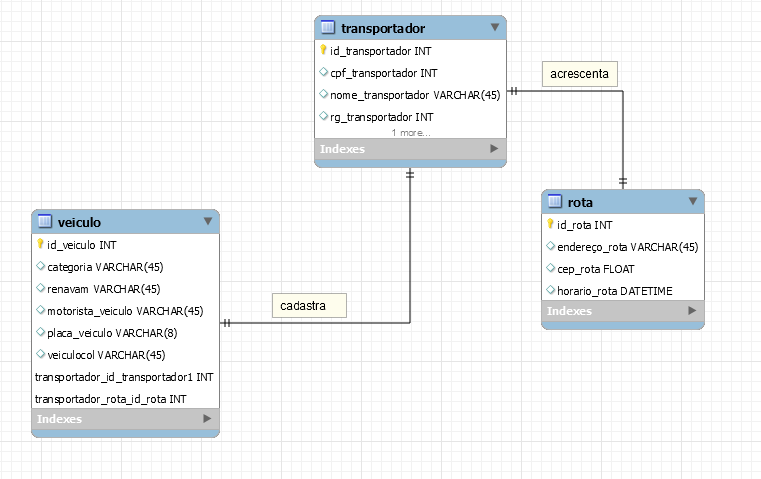 transportador
id_transportador INT
cpf_transportador INT
nome_transportador VARCHAR(45)
rg_transportador INT
1 more...
Indexes
acrescenta
rota
id_rota INT
endereço_rota VARCHAR(45)
cep_rota FLOAT
horario_rota DATETIME
Indexes
veiculo
id_veiculo INT
categoria VARCHAR(45)
renavam VARCHAR(45)
motorista_veiculo VARCHAR(45)
placa_veiculo VARCHAR(8)
veiculocol VARCHAR(45)
transportador_id_transportador1 INT
transportador_rota_id_rota INT
Indexes
cadastra